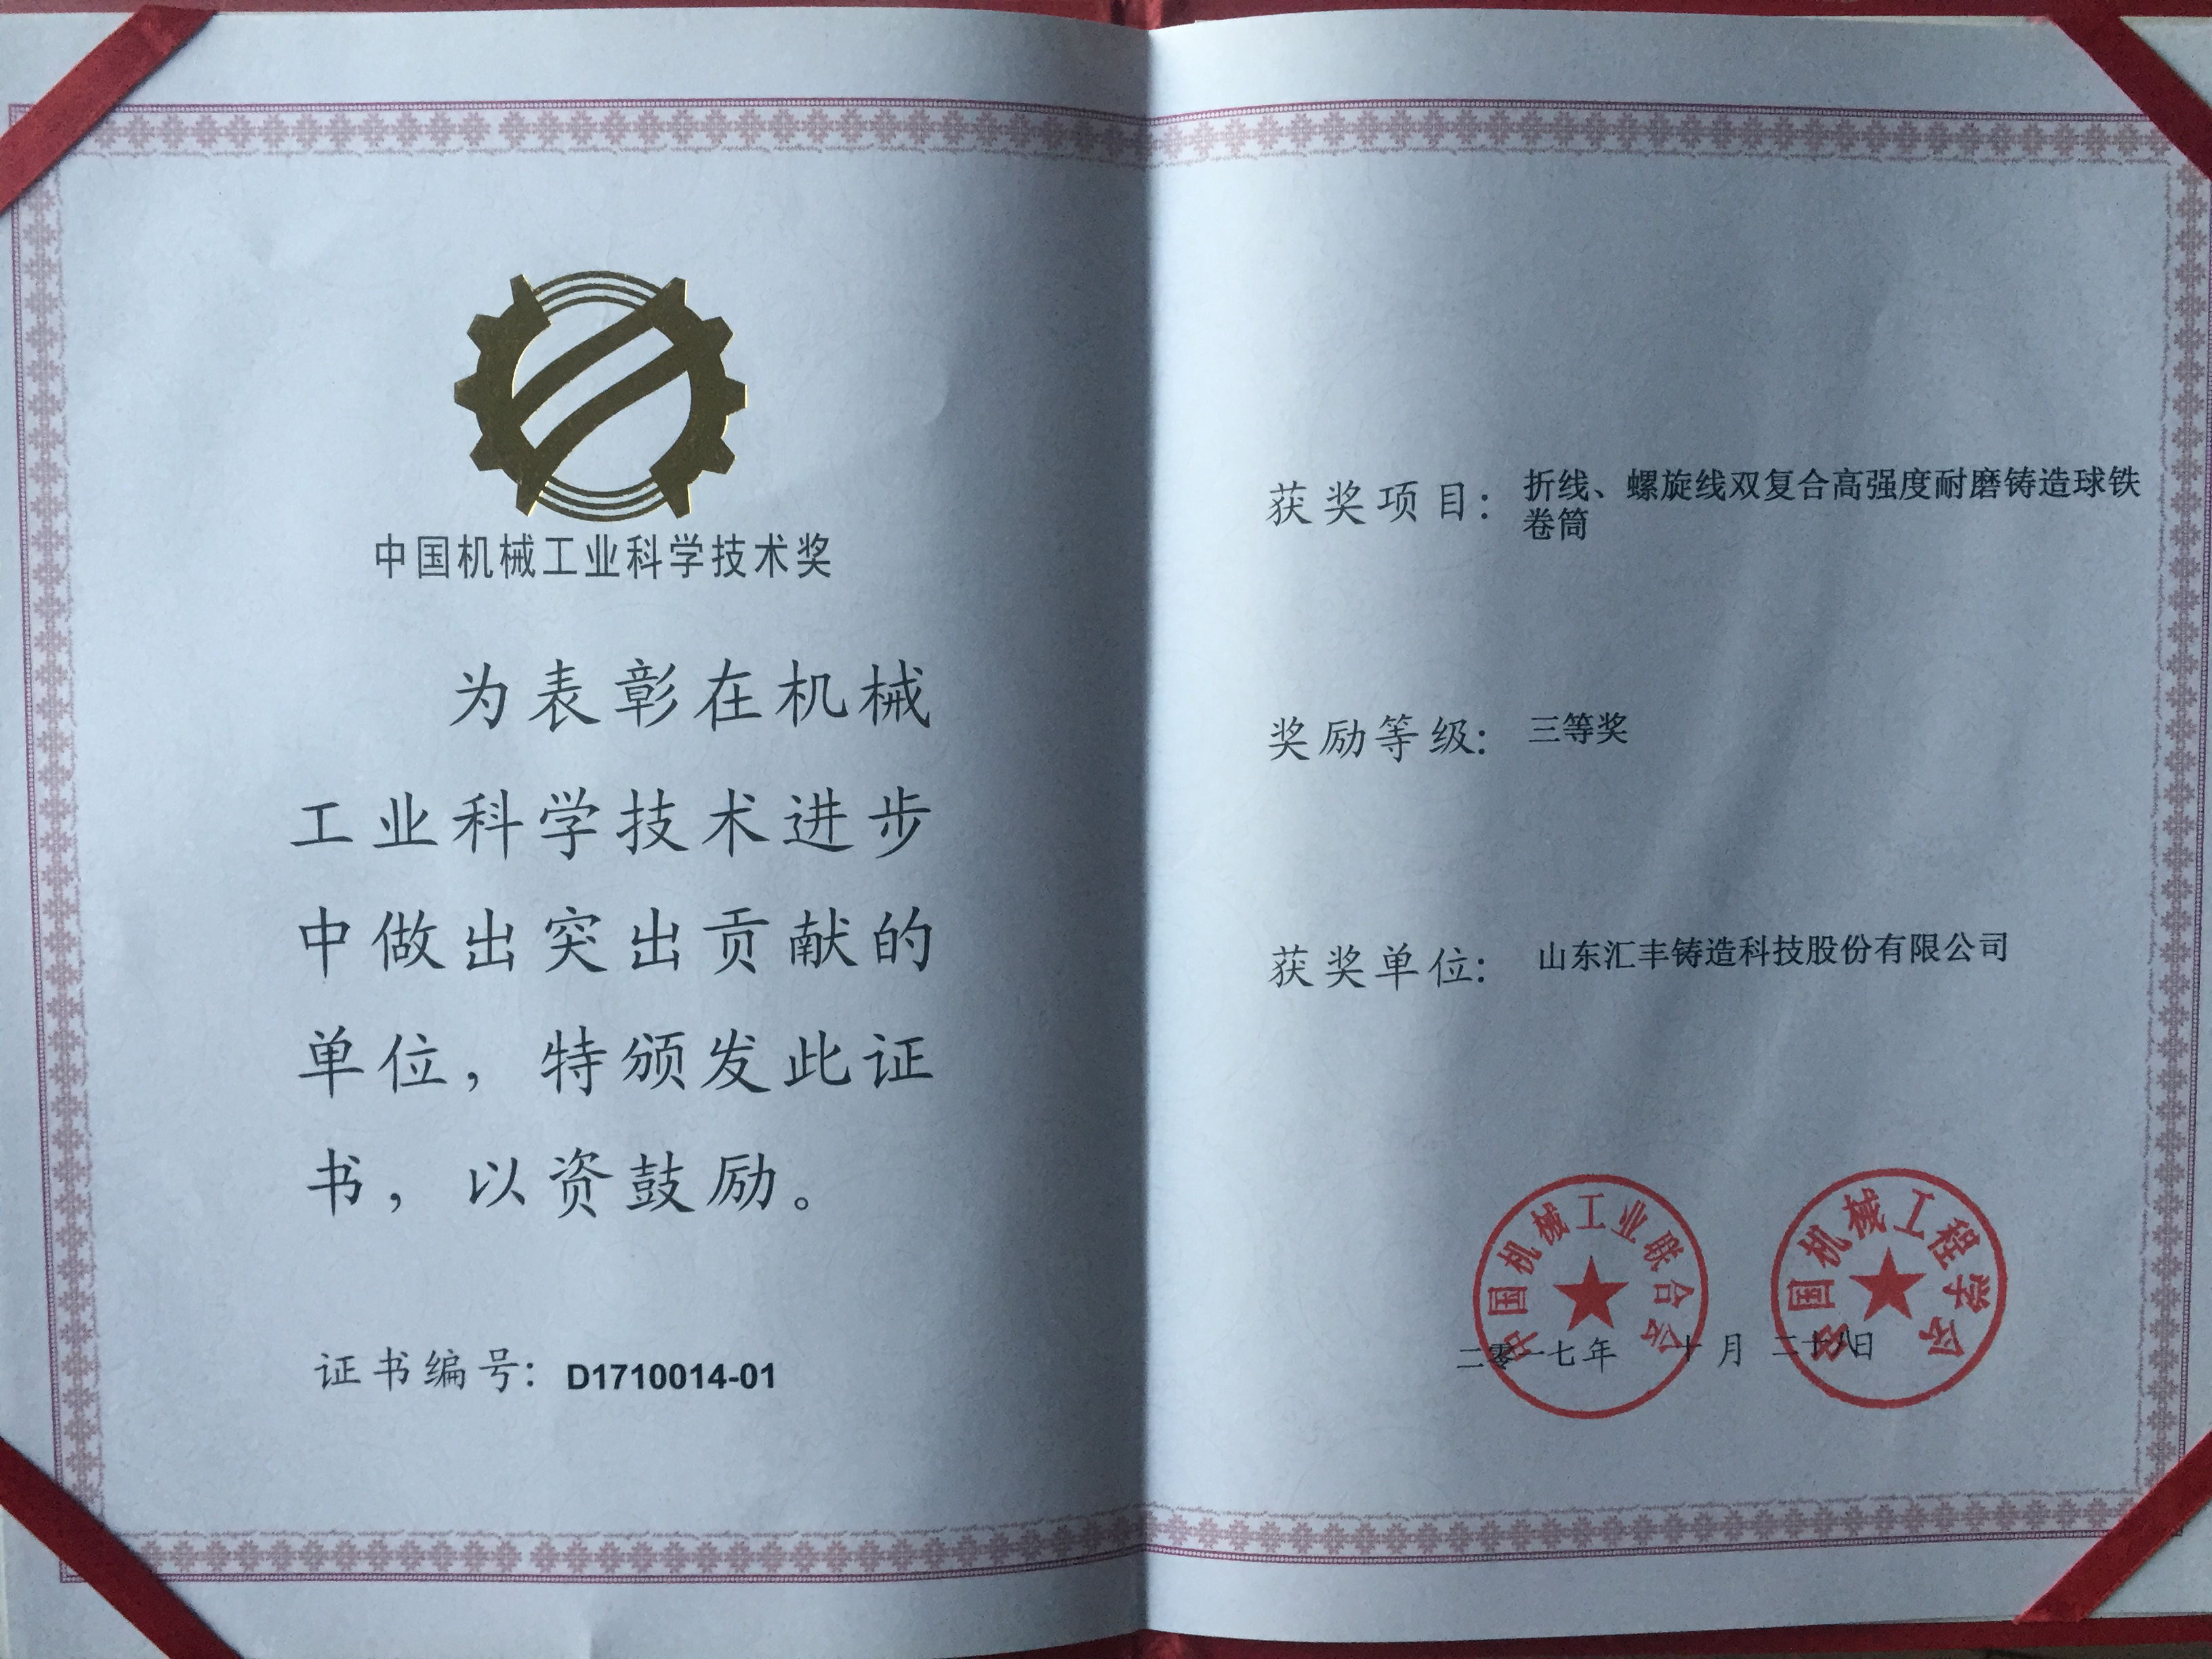 中国机械工业科学技术奖
为表彰在机械
工业科学技术进步
中做出突出贡献的
单位，特颁发此证
书，以资鼓励。
证书编号：D1710014-01
获奖项目：折线、螺旋线双复合高强度耐磨铸造球铁
卷筒
奖励等级：三等奖
获奖单位：山东汇丰铸造科技股份有限公司
中国机械工业联合会
中国机械工程学会
二零一七年 十月 二十八日